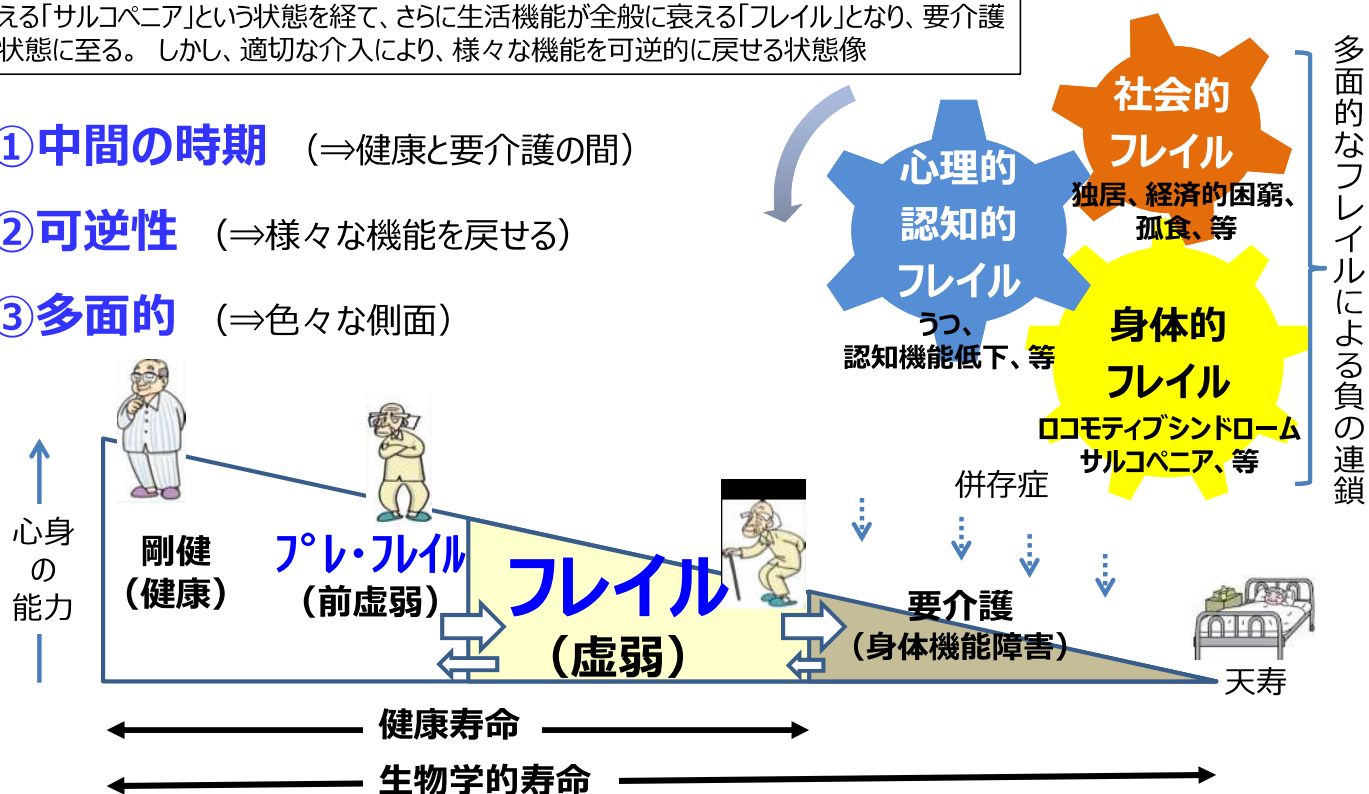 える「サルコペニア」という状態を経て、さらに生活機能が全般に衰える「フレイル」となり、要介護
状態に至る。 しかし、適切な介入により、様々な機能を可逆的に戻せる状態像
①中間の時期 （⇒健康と要介護の間）
②可逆性 （⇒様々な機能を戻せる）
③多面的 （⇒色々な側面）
社会的
フレイル
独居、経済的困窮、
孤食、等
心理的
認知的
フレイル
うつ、
認知機能低下、等
身体的
フレイル
ロコモティブシンドローム
サルコペニア、等
多面的なフレイルによる負の連鎖
心身
の
能力
剛健
（健康）
プレ・フレイル
（前虚弱）
フレイル
（虚弱）
併存症
要介護
（身体機能障害）
天寿
健康寿命
生物学的寿命